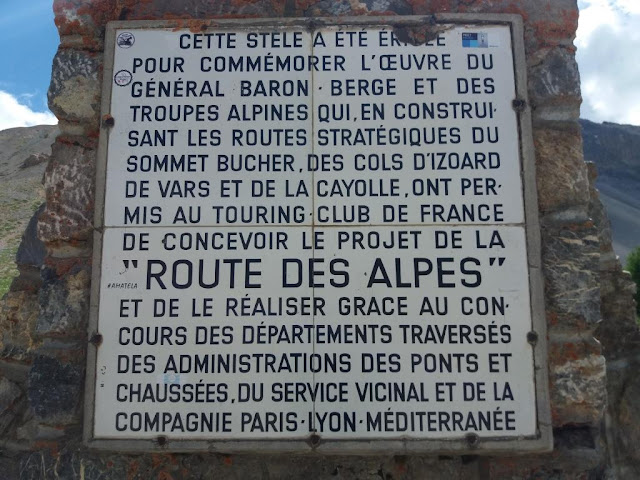 CETTE STÈLE A ÉTÉ ÉRIGÉE
POUR COMMÉMORER L'ŒUVRE DU
GÉNÉRAL BARON·BERGE ET DES
TROUPES ALPINES QUI, EN CONSTRUI-
SANT LES ROUTES STRATÉGIQUES DU
SOMMET BUCHER, DES COLS D'IZOARD
DE VARS ET DE LA CAYOLLE, ONT PER-
MIS AU TOURING·CLUB DE FRANCE
DE CONCEVOIR LE PROJET DE LA
"ROUTE DES ALPES"
#AMATELA
ET DE LE RÉALISER GRACE AU CON-
COURS DES DÉPARTEMENTS TRAVERSÉS
DES ADMINISTRATIONS DES PONTS ET
CHAUSSÉES, DU SERVICE VICINAL ET DE LA
COMPAGNIE PARIS·LYON·MÉDITERRANÉE